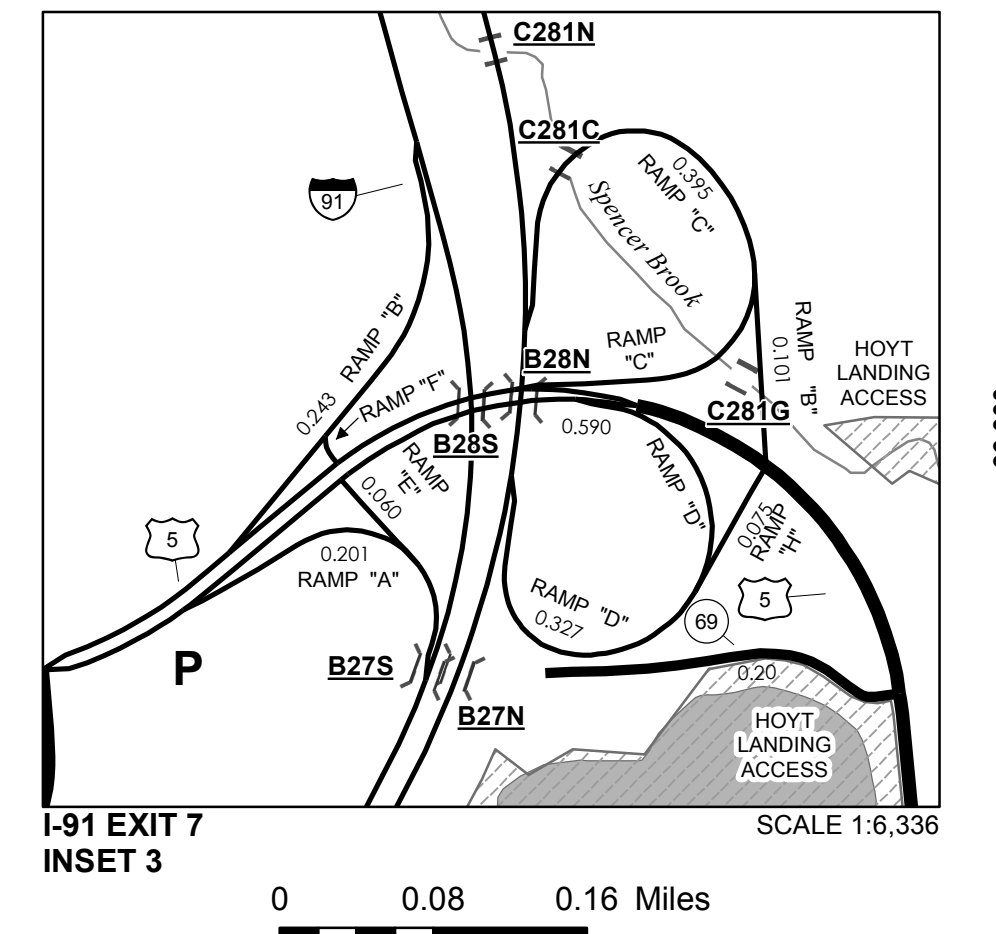 C281N
C281C
0.395
RAMP "C"
91
Spencer Brook
RAMP "B"
0.243
RAMP "F"
RAMP
"C"
B28N
RAMP "B"
0.101
HOYT
LANDING
ACCESS
C281G
B28S
0.590
RAMP
"E"
0.060
RAMP "D"
0.075
RAMP
"H"
5
0.201
RAMP "A"
RAMP "D"
0.327
5
69
P
B27S
B27N
0.20
HOYT
LANDING
ACCESS
I-91 EXIT 7
INSET 3
SCALE 1:6,336
0 0.08 0.16 Miles